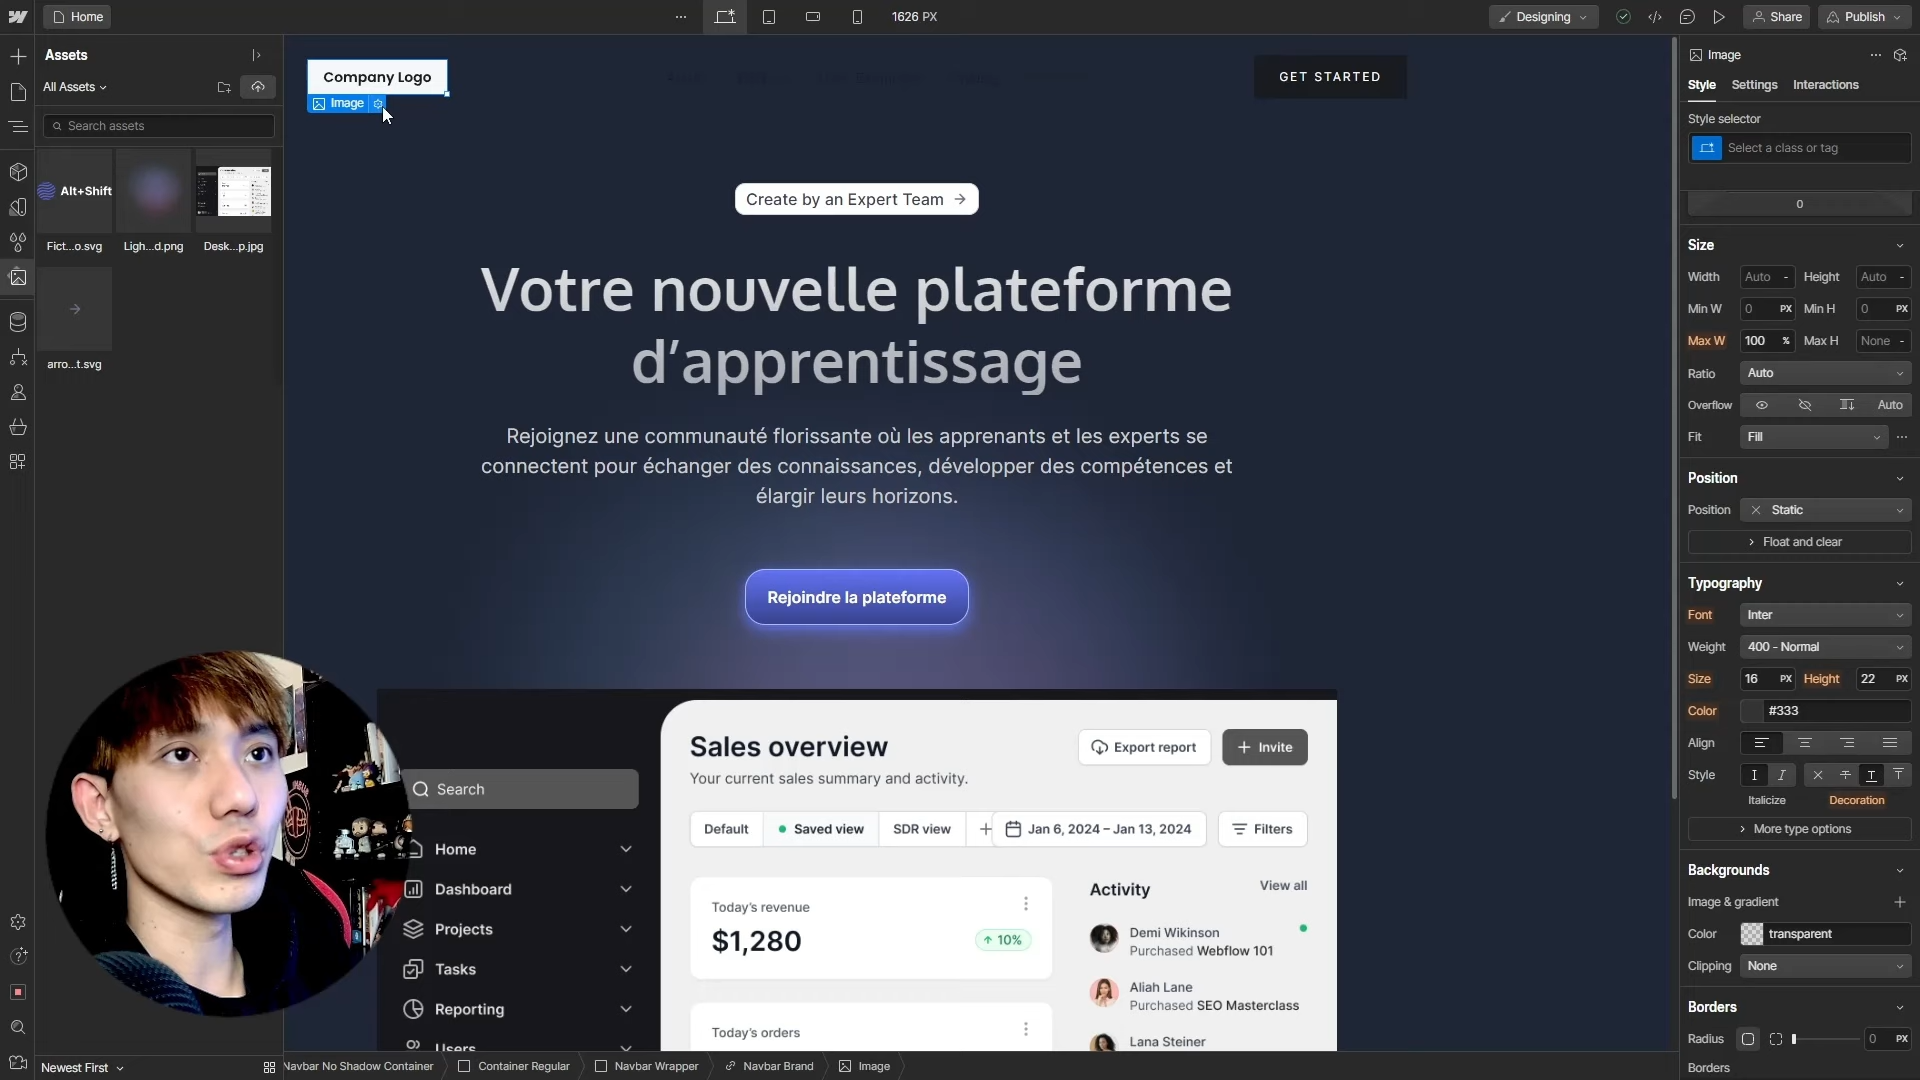 Home
1626 PX
Designing
Share
Publish
Assets
All Assets
Search assets
Alt+Shift
Fict...o.svg
Ligh...d.png
Desk...p.jpg
arro...t.svg
Newest First
Company Logo
Image
GET STARTED
Create by an Expert Team →
Votre nouvelle plateforme
d’apprentissage
Rejoignez une communauté florissante où les apprenants et les experts se
connectent pour échanger des connaissances, développer des compétences et
élargir leurs horizons.
Rejoindre la plateforme
Search
Home
Dashboard
Projects
Tasks
Reporting
Users
Sales overview
Your current sales summary and activity.
Export report
Invite
Default
Saved view
SDR view
Jan 6, 2024 – Jan 13, 2024
Filters
Today’s revenue
$1,280
10%
Today’s orders
Activity
View all
Demi Wikinson
Purchased Webflow 101
Aliah Lane
Purchased SEO Masterclass
Lana Steiner
Navbar No Shadow Container
Container Regular
Navbar Wrapper
Navbar Brand
Image
Image
Style
Settings
Interactions
Style selector
Select a class or tag
0
Size
Width Auto - Height Auto -
Min W 0 PX Min H 0 PX
Max W 100 % Max H None -
Ratio Auto
Overflow Auto
Fit Fill
Position
Position Static
Float and clear
Typography
Font Inter
Weight 400 - Normal
Size 16 PX Height 22 PX
Color #333
Align
Style
Italicize Decoration
More type options
Backgrounds
Image & gradient
Color transparent
Clipping None
Borders
Radius 0 PX
Borders